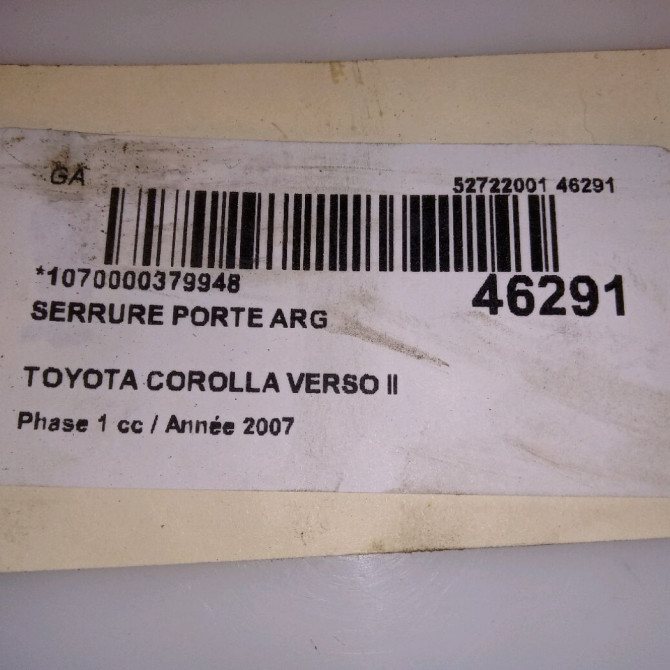 GA
52722001 46291
*1070000379948
46291
SERRURE PORTE ARG
TOYOTA COROLLA VERSO II
Phase 1 cc / Année 2007